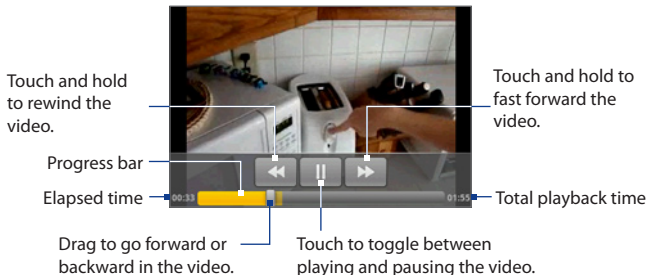 Touch and hold
to rewind the
video.
Touch and hold to
fast forward the
video.
Progress bar
Elapsed time
00:33
01:55
Total playback time
Drag to go forward or
backward in the video.
Touch to toggle between
playing and pausing the video.